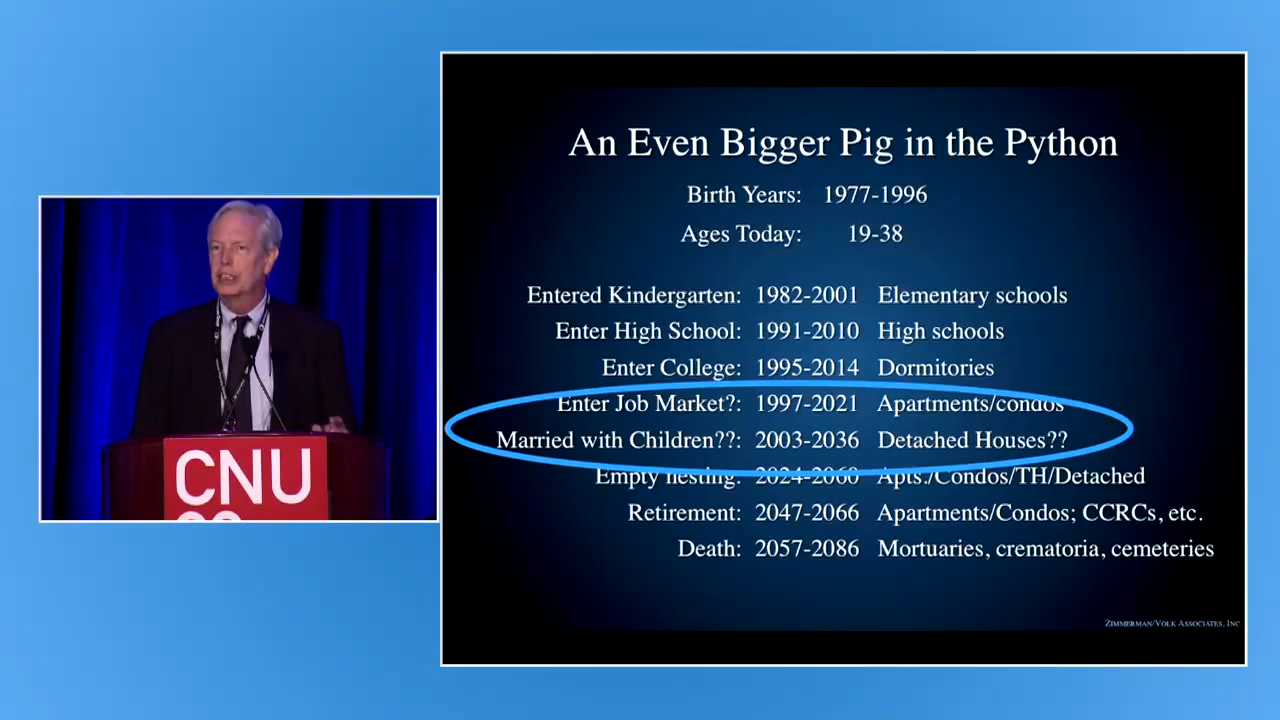 CNU
An Even Bigger Pig in the Python
Birth Years: 1977-1996
Ages Today: 19-38
Entered Kindergarten: 1982-2001 Elementary schools
Enter High School: 1991-2010 High schools
Enter College: 1995-2014 Dormitories
Enter Job Market?: 1997-2021 Apartments/condos
Married with Children??: 2003-2036 Detached Houses??
Empty nesting: 2024-2060 Apts./Condos/TH/Detached
Retirement: 2047-2066 Apartments/Condos; CCRCs, etc.
Death: 2057-2086 Mortuaries, crematoria, cemeteries
Zimmerman/Volk Associates, Inc